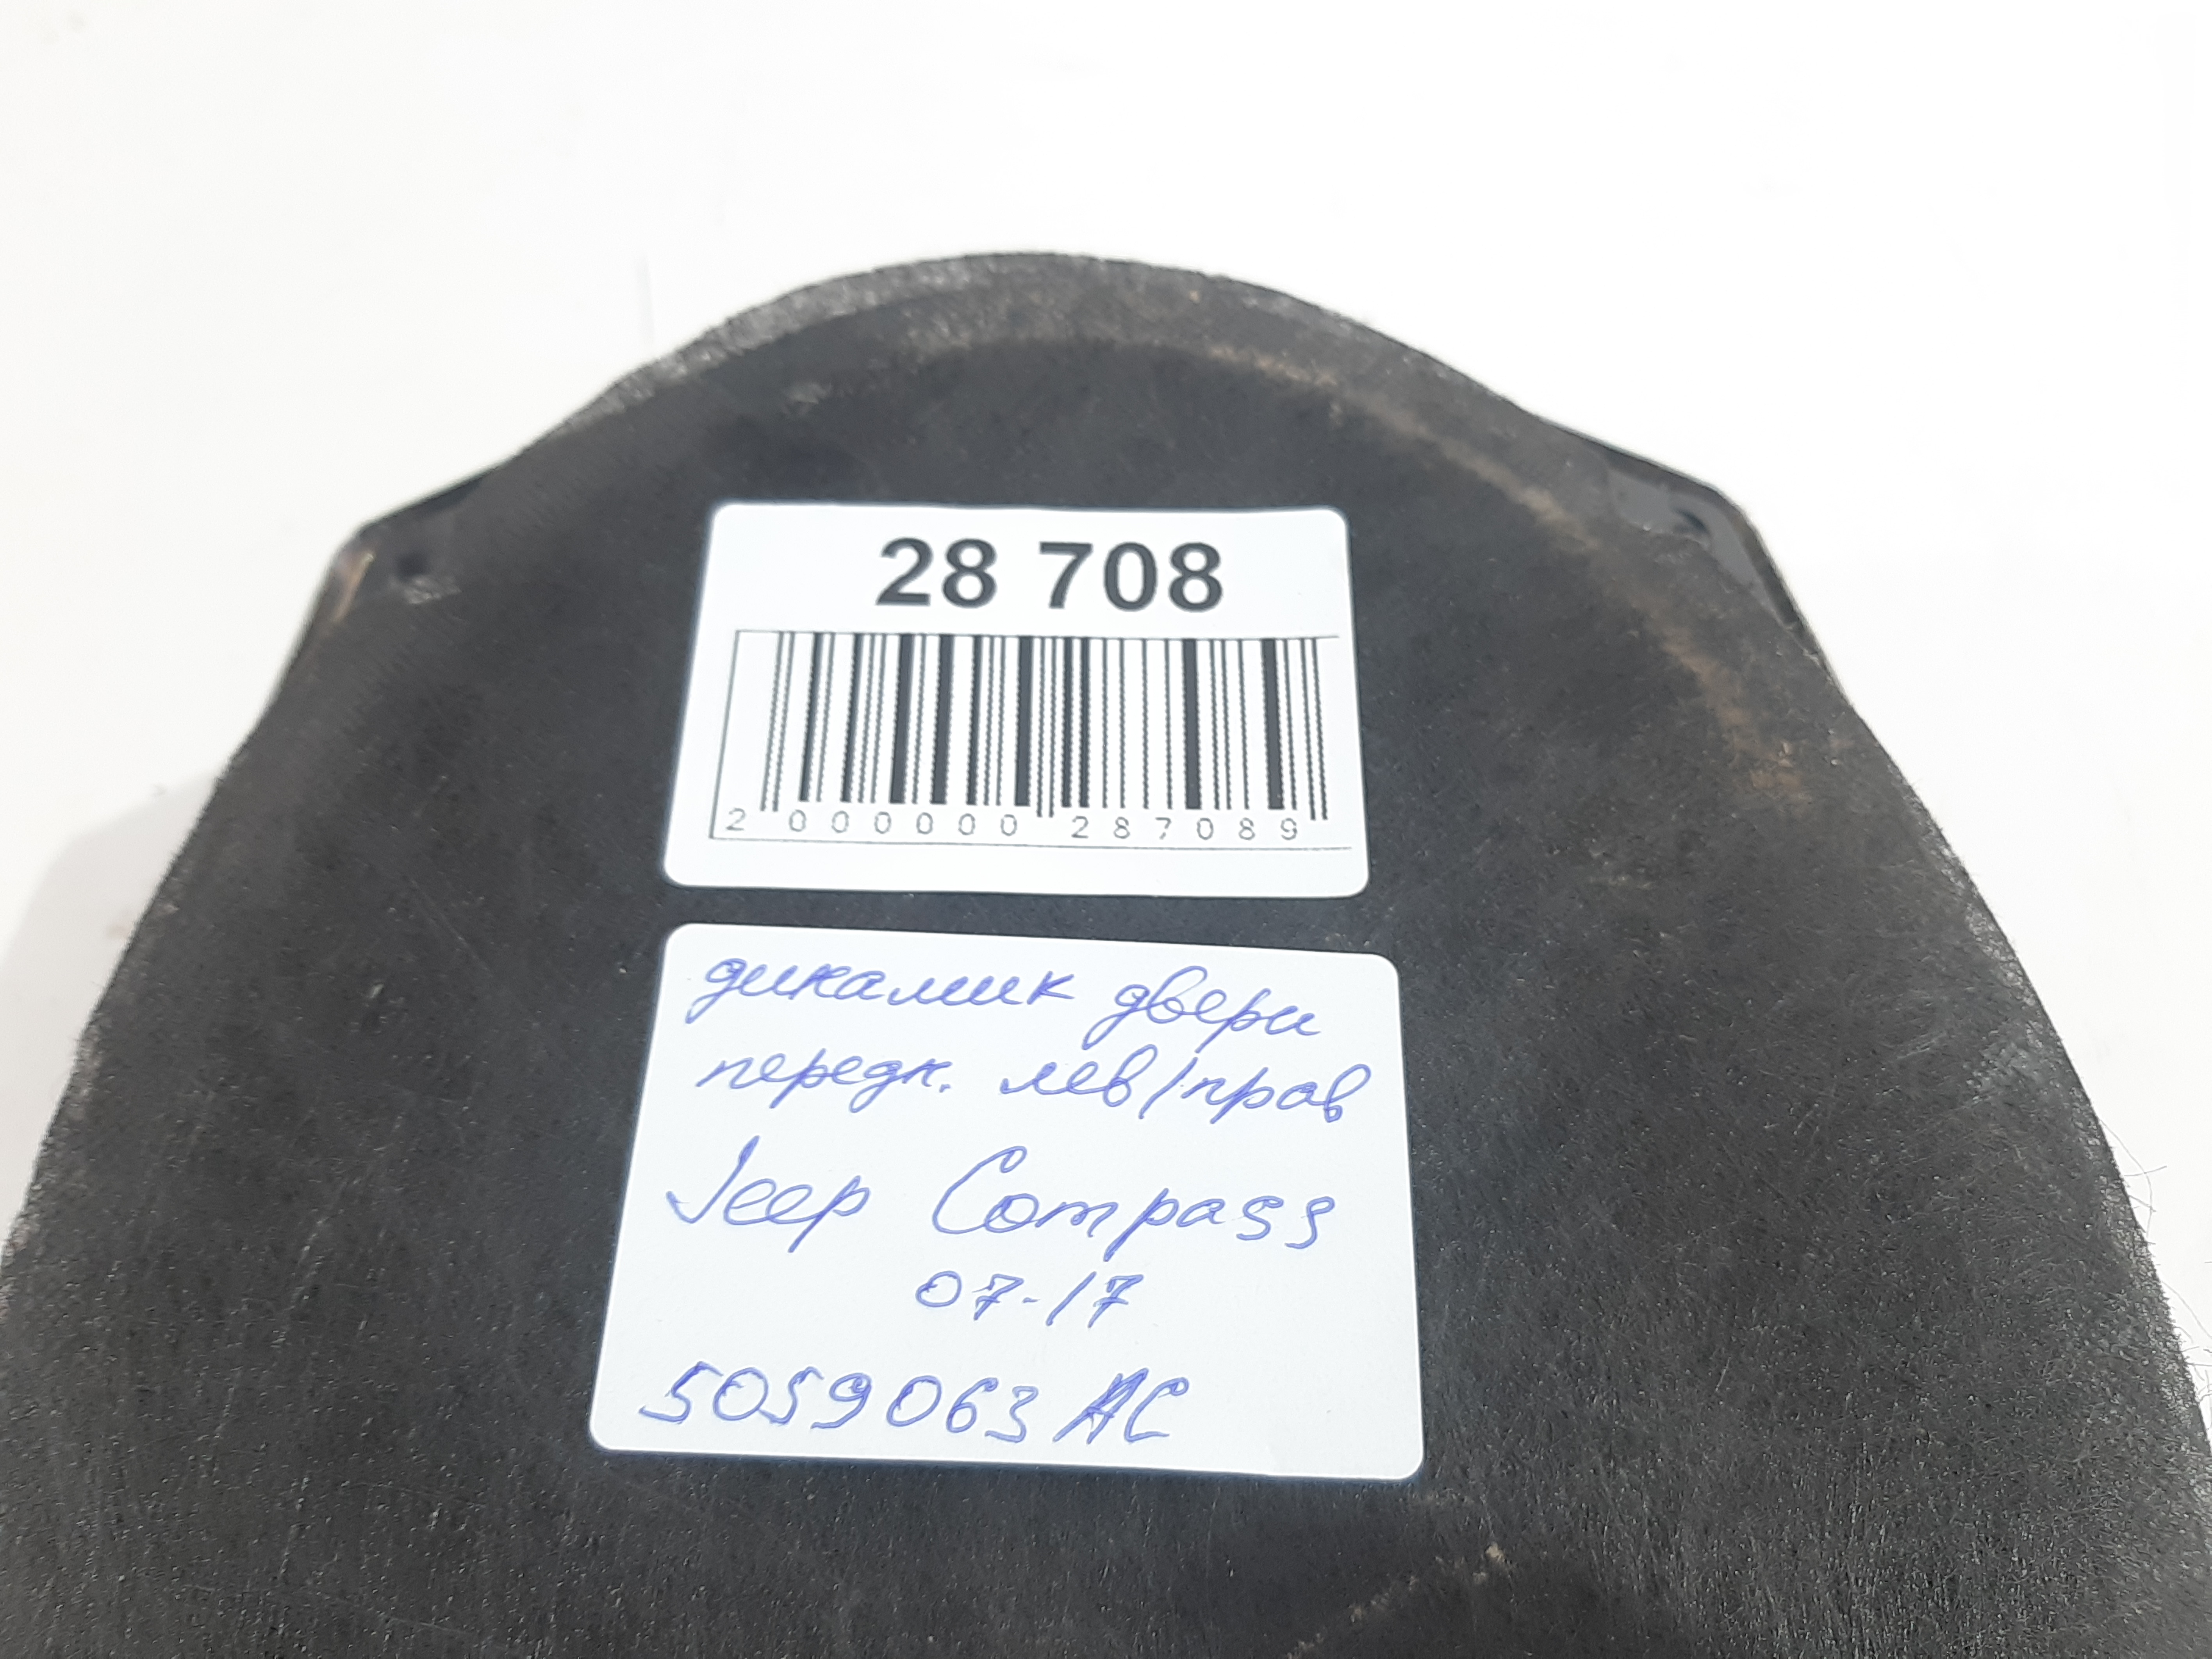 28 708
2 000000 287089
динамик двери
передн. лев/прав
Jeep Compass
07-17
5059063AC